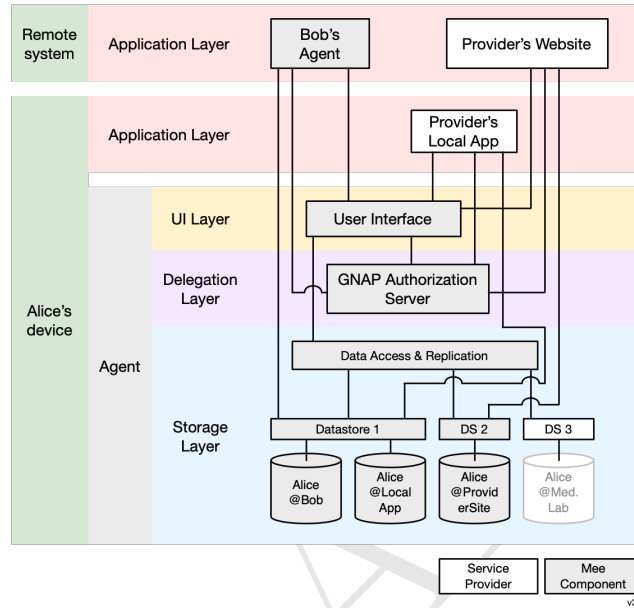 Remote
system
Application Layer
Bob's
Agent
Provider's Website
Alice's
device
Application Layer
Provider's
Local App
Agent
UI Layer
User Interface
Delegation
Layer
GNAP Authorization
Server
Storage
Layer
Data Access & Replication
Datastore 1
DS 2
DS 3
Alice
@Bob
Alice
@Local
App
Alice
@Provid
erSite
Alice
@Med.
Lab
Service
Provider
Mee
Component